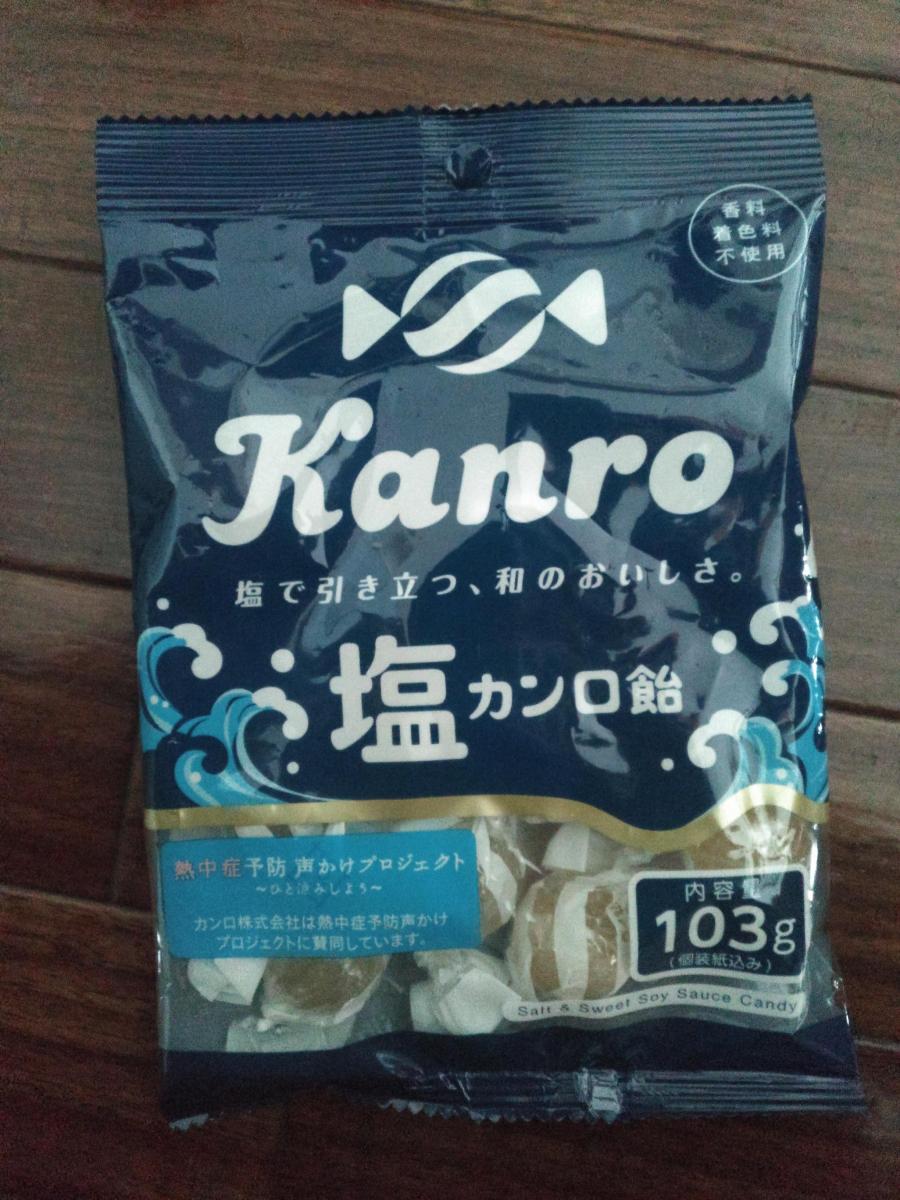 香料
着色料
不使用
Kanro
塩で引き立つ、和のおいしさ。
塩カンロ飴
熱中症予防 声かけプロジェクト
～ひと涼みしよう～
カンロ株式会社は熱中症予防声かけ
プロジェクトに賛同しています。
内容量
103g
(個装紙込み)
Salt & Sweet Soy Sauce Candy